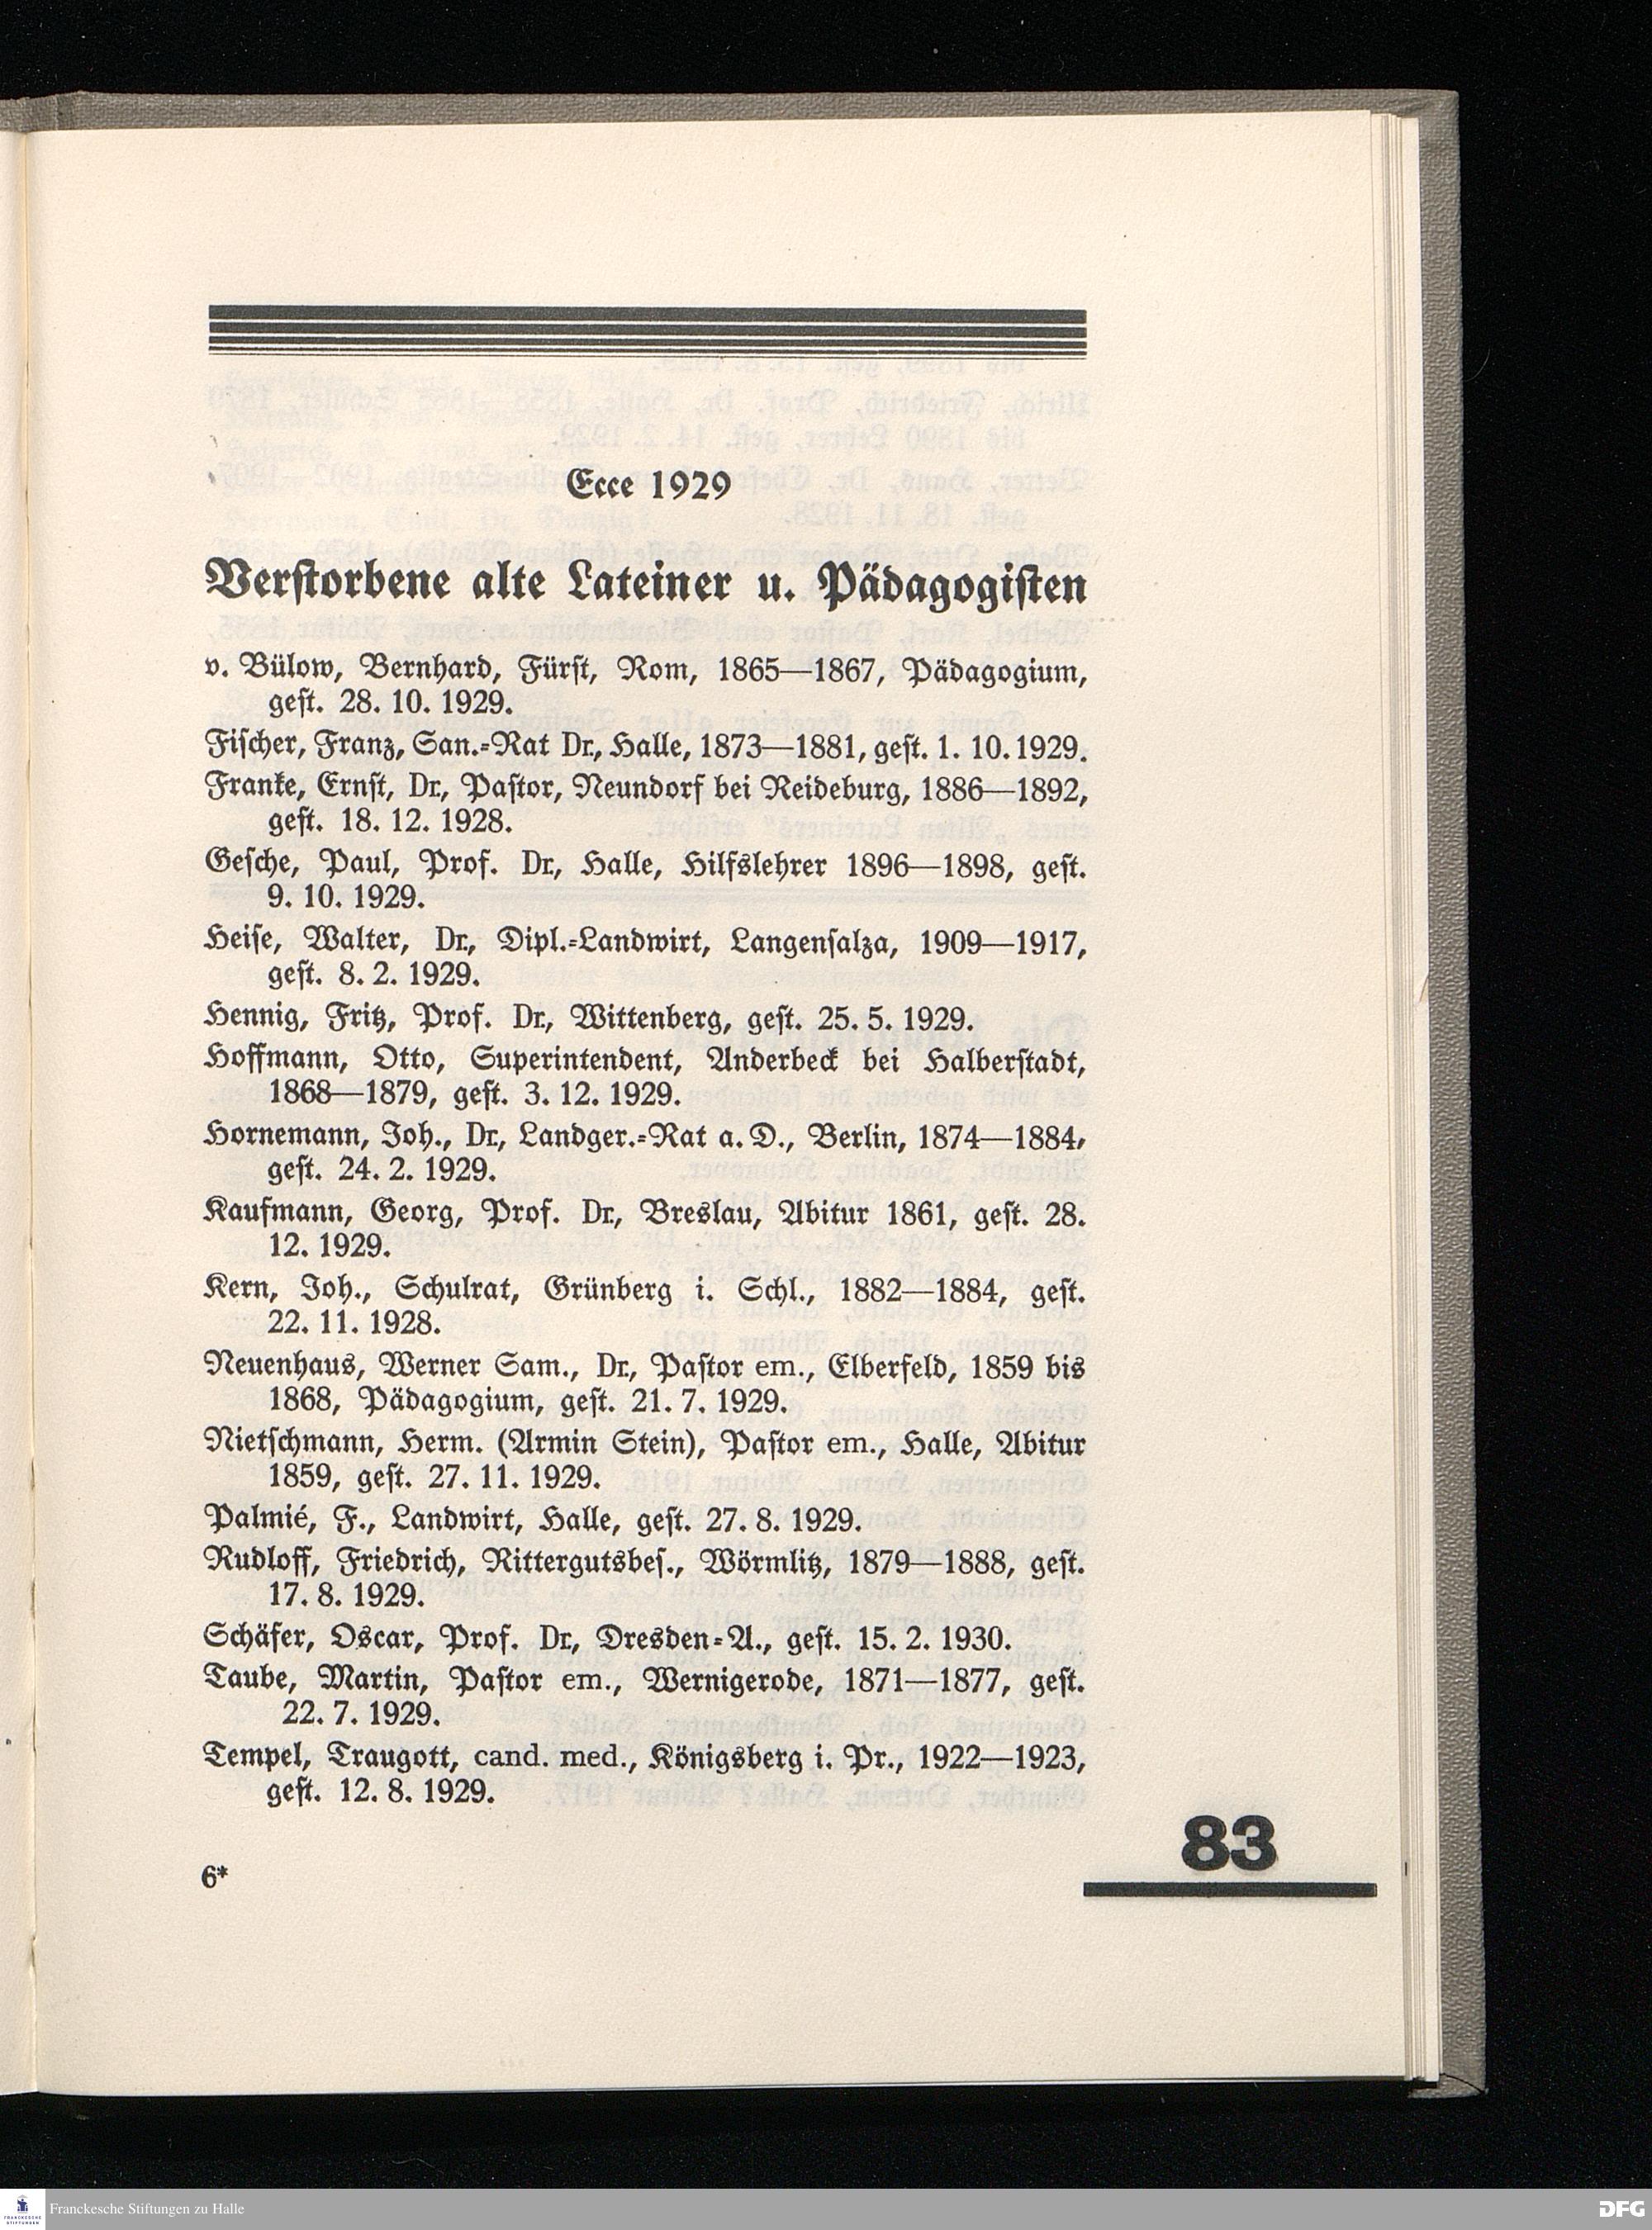 Ecce 1929
Verstorbene alte Lateiner u. Pädagogisten
v. Bülow, Bernhard, Fürst, Rom, 1865—1867, Pädagogium,
gest. 28. 10. 1929.
Fischer, Franz, San.-Rat Dr., Halle, 1873—1881, gest. 1. 10. 1929.
Franke, Ernst, Dr., Pastor, Neundorf bei Reideburg, 1886—1892,
gest. 18. 12. 1928.
Gesche, Paul, Prof. Dr., Halle, Hilfslehrer 1896—1898, gest.
9. 10. 1929.
Heise, Walter, Dr., Dipl.-Landwirt, Langensalza, 1909—1917,
gest. 8. 2. 1929.
Hennig, Fritz, Prof. Dr., Wittenberg, gest. 25. 5. 1929.
Hoffmann, Otto, Superintendent, Anderbeck bei Halberstadt,
1868—1879, gest. 3. 12. 1929.
Hornemann, Joh., Dr., Landger.-Rat a. D., Berlin, 1874—1884,
gest. 24. 2. 1929.
Kaufmann, Georg, Prof. Dr., Breslau, Abitur 1861, gest. 28.
12. 1929.
Kern, Joh., Schulrat, Grünberg i. Schl., 1882—1884, gest.
22. 11. 1928.
Neuenhaus, Werner Sam., Dr., Pastor em., Elberfeld, 1859 bis
1868, Pädagogium, gest. 21. 7. 1929.
Nietschmann, Herm. (Armin Stein), Pastor em., Halle, Abitur
1859, gest. 27. 11. 1929.
Palmié, F., Landwirt, Halle, gest. 27. 8. 1929.
Rudloff, Friedrich, Rittergutsbes., Wörmlitz, 1879—1888, gest.
17. 8. 1929.
Schäfer, Oscar, Prof. Dr., Dresden-A., gest. 15. 2. 1930.
Taube, Martin, Pastor em., Wernigerode, 1871—1877, gest.
22. 7. 1929.
Tempel, Traugott, cand. med., Königsberg i. Pr., 1922—1923,
gest. 12. 8. 1929.
83
6*
FRANCKESCHE
STIFTUNGEN
Franckesche Stiftungen zu Halle
DFG